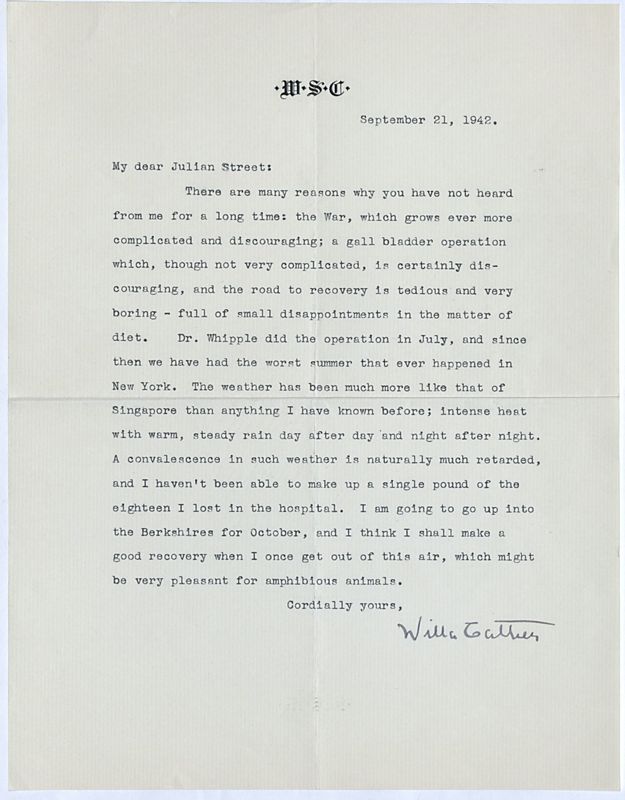 ·W·S·C·
September 21, 1942.
My dear Julian Street:
There are many reasons why you have not heard
from me for a long time: the War, which grows ever more
complicated and discouraging; a gall bladder operation
which, though not very complicated, is certainly dis-
couraging, and the road to recovery is tedious and very
boring - full of small disappointments in the matter of
diet. Dr. Whipple did the operation in July, and since
then we have had the worst summer that ever happened in
New York. The weather has been much more like that of
Singapore than anything I have known before; intense heat
with warm, steady rain day after day and night after night.
A convalescence in such weather is naturally much retarded,
and I haven't been able to make up a single pound of the
eighteen I lost in the hospital. I am going to go up into
the Berkshires for October, and I think I shall make a
good recovery when I once get out of this air, which might
be very pleasant for amphibious animals.
Cordially yours,
Willa Cather